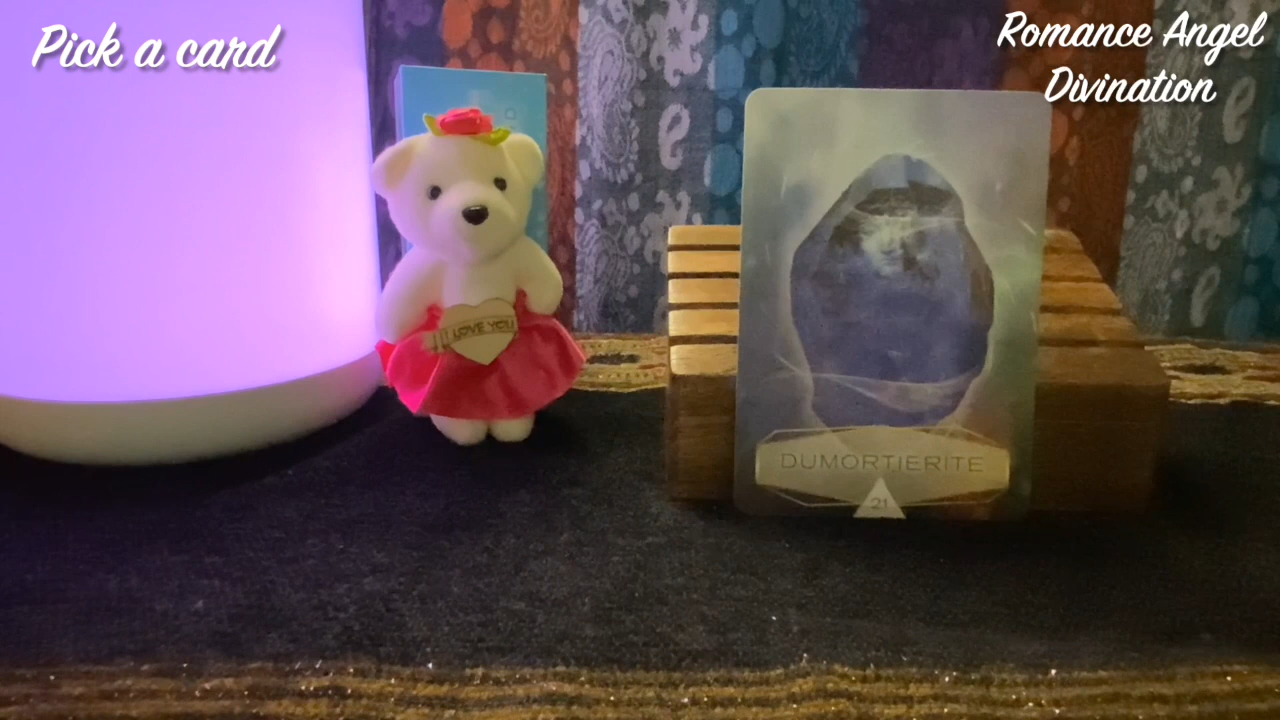 Pick a card
Romance Angel
Divination
I LOVE YOU
DUMORTIERITE
21